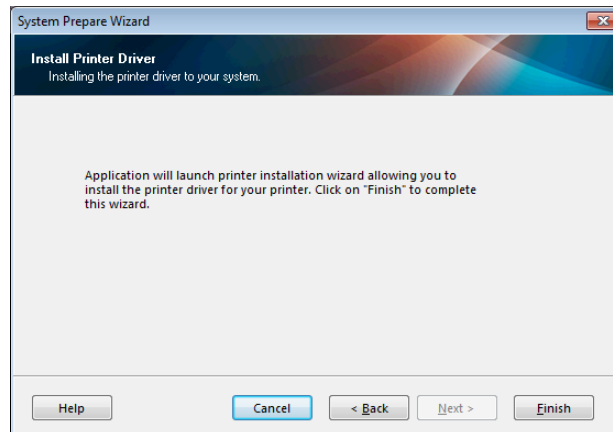 System Prepare Wizard
Install Printer Driver
Installing the printer driver to your system.
Application will launch printer installation wizard allowing you to
install the printer driver for your printer. Click on "Finish" to complete
this wizard.
Help Cancel < Back Next > Finish